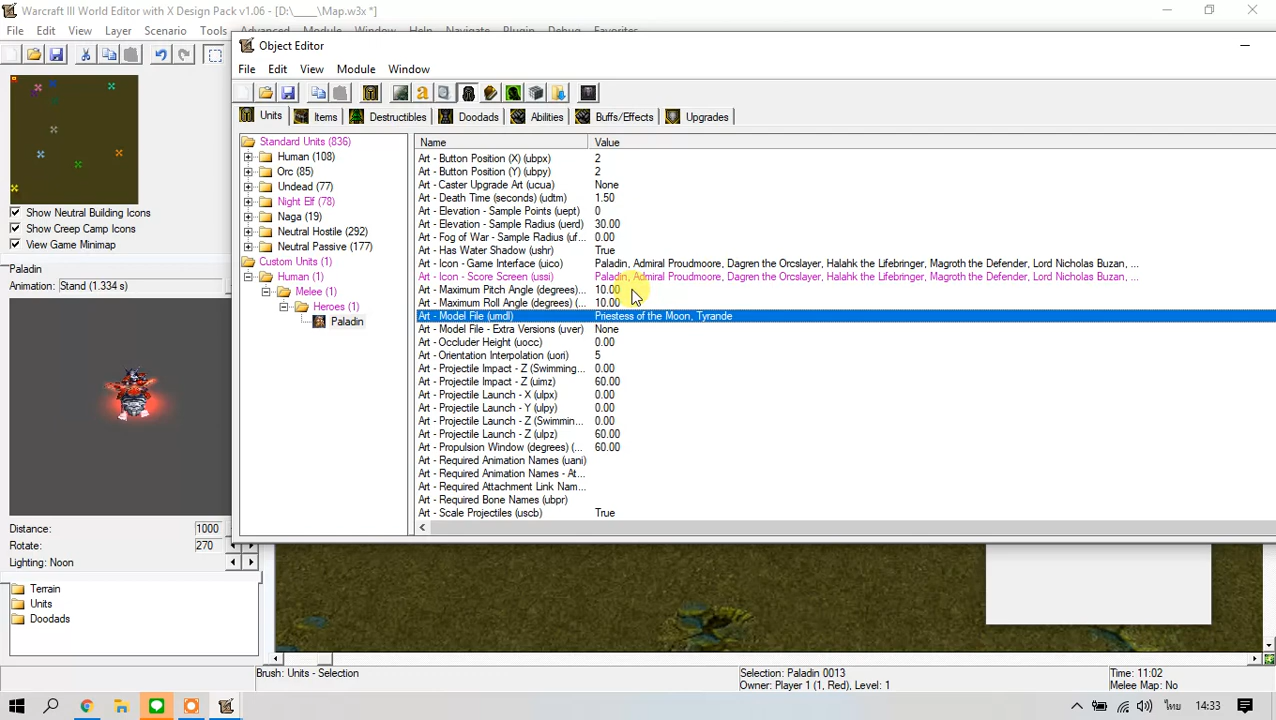 Warcraft III World Editor with X Design Pack v1.06 - [D:\____\Map.w3x *]
File Edit View Layer Scenario Tools Advanced Module Window Help Navigate Plugin Debug Favorites
Object Editor
File Edit View Module Window
Units Items Destructibles Doodads Abilities Buffs/Effects Upgrades
Show Neutral Building Icons
Show Creep Camp Icons
View Game Minimap
Paladin
Animation: Stand (1.334 s)
Distance: 1000
Rotate: 270
Lighting: Noon
Terrain
Units
Doodads
Standard Units (836)
Human (108)
Orc (85)
Undead (77)
Night Elf (78)
Naga (19)
Neutral Hostile (292)
Neutral Passive (177)
Custom Units (1)
Human (1)
Melee (1)
Heroes (1)
Paladin
Name Value
Art - Button Position (X) (ubpx) 2
Art - Button Position (Y) (ubpy) 2
Art - Caster Upgrade Art (ucua) None
Art - Death Time (seconds) (udtm) 1.50
Art - Elevation - Sample Points (uept) 0
Art - Elevation - Sample Radius (uerd) 30.00
Art - Fog of War - Sample Radius (uf... 0.00
Art - Has Water Shadow (ushr) True
Art - Icon - Game Interface (uico) Paladin, Admiral Proudmoore, Dagren the Orcslayer, Halahk the Lifebringer, Magroth the Defender, Lord Nicholas Buzan, ...
Art - Icon - Score Screen (ussi) Paladin, Admiral Proudmoore, Dagren the Orcslayer, Halahk the Lifebringer, Magroth the Defender, Lord Nicholas Buzan, ...
Art - Maximum Pitch Angle (degrees)... 10.00
Art - Maximum Roll Angle (degrees) (... 10.00
Art - Model File (umdl) Priestess of the Moon, Tyrande
Art - Model File - Extra Versions (uver) None
Art - Occluder Height (uocc) 0.00
Art - Orientation Interpolation (uori) 5
Art - Projectile Impact - Z (Swimming... 0.00
Art - Projectile Impact - Z (uimz) 60.00
Art - Projectile Launch - X (ulpx) 0.00
Art - Projectile Launch - Y (ulpy) 0.00
Art - Projectile Launch - Z (Swimmin... 0.00
Art - Projectile Launch - Z (ulpz) 60.00
Art - Propulsion Window (degrees) (... 60.00
Art - Required Animation Names (uani)
Art - Required Animation Names - At...
Art - Required Attachment Link Nam...
Art - Required Bone Names (ubpr)
Art - Scale Projectiles (uscb) True
Brush: Units - Selection
Selection: Paladin 0013
Owner: Player 1 (1, Red), Level: 1
Time: 11:02
Melee Map: No
ไทย 14:33